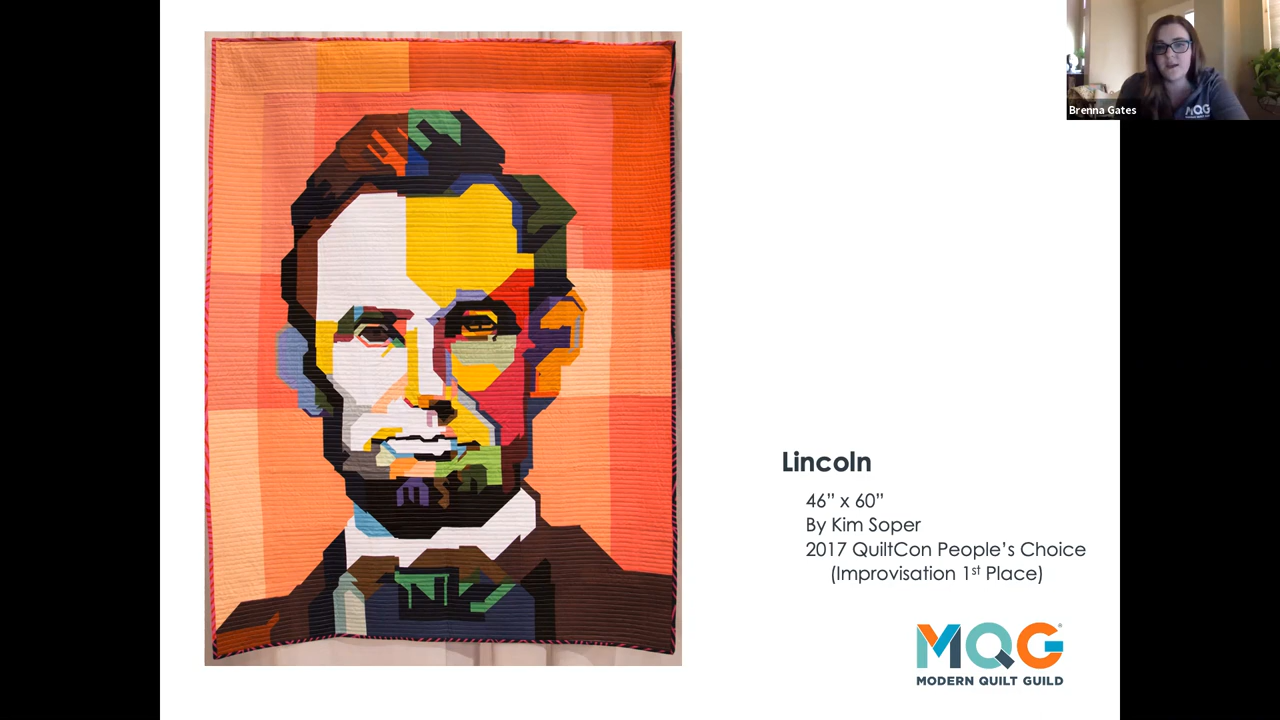 Brenna Gates
MQG
Lincoln
46” x 60”
By Kim Soper
2017 QuiltCon People’s Choice
(Improvisation 1st Place)
MQG®
MODERN QUILT GUILD